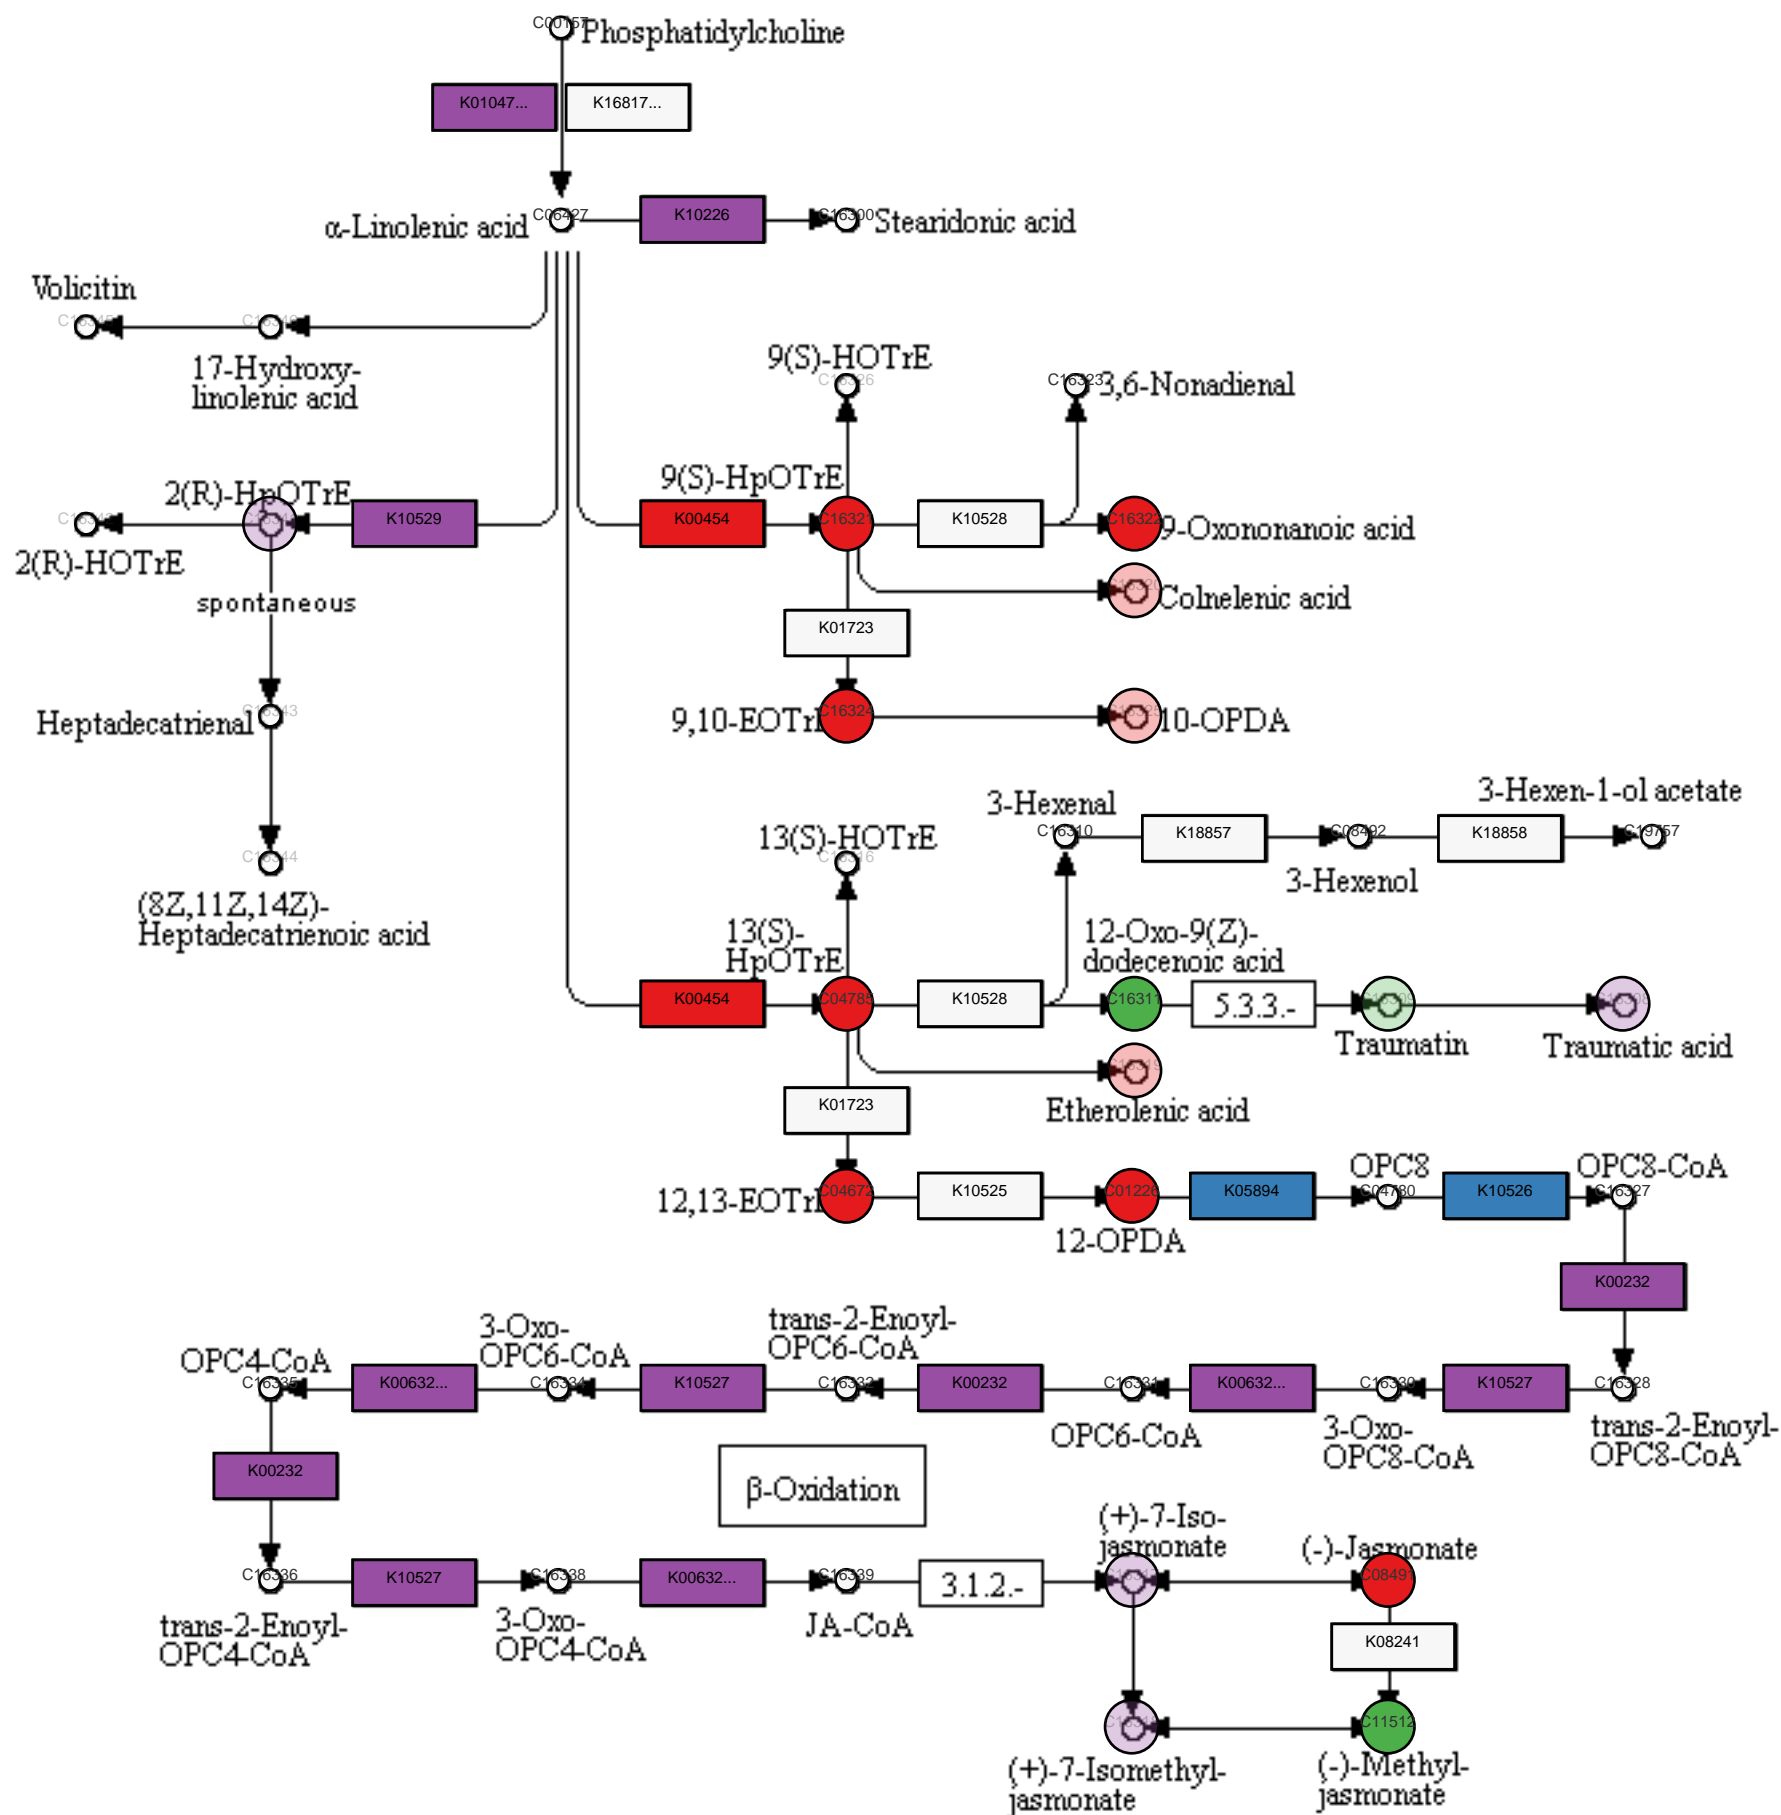 C00157
Phosphatidylcholine
K01047...
K16817...
α-Linolenic acid
C06427
K10226
C16300
Stearidonic acid
Volicitin
17-Hydroxy-
linolenic acid
9(S)-HOTrE
C16326
C16323
3,6-Nonadienal
2(R)-HpOTrE
K10529
2(R)-HOTrE
9(S)-HpOTrE
K00454
C16321
K10528
C16322
9-Oxononanoic acid
spontaneous
Colnelenic acid
K01723
Heptadecatrienal
C16343
9,10-EOTrE
C16324
10-OPDA
3-Hexenal
C16310
K18857
C08492
3-Hexenol
K18858
3-Hexen-1-ol acetate
C19757
13(S)-HOTrE
C16316
C16344
(8Z,11Z,14Z)-
Heptadecatrienoic acid
13(S)-
HpOTrE
K00454
C04785
K10528
12-Oxo-9(Z)-
dodecenoic acid
C16311
5.3.3.-
Traumatin
Traumatic acid
Etherolenic acid
K01723
12,13-EOTrE
C04672
K10525
C01226
12-OPDA
K05894
OPC8
C04780
K10526
OPC8-CoA
C16327
K00232
OPC4-CoA
C16335
K00632...
3-Oxo-
OPC6-CoA
C16334
K10527
trans-2-Enoyl-
OPC6-CoA
C16332
K00232
C16331
OPC6-CoA
K00632...
C16330
3-Oxo-
OPC8-CoA
K10527
C16328
trans-2-Enoyl-
OPC8-CoA
K00232
β-Oxidation
C16336
trans-2-Enoyl-
OPC4-CoA
K10527
C16338
3-Oxo-
OPC4-CoA
K00632...
C16339
JA-CoA
3.1.2.-
(+)-7-Iso-
jasmonate
(-)-Jasmonate
C08491
K08241
(+)-7-Isomethyl-
jasmonate
C11512
(-)-Methyl-
jasmonate